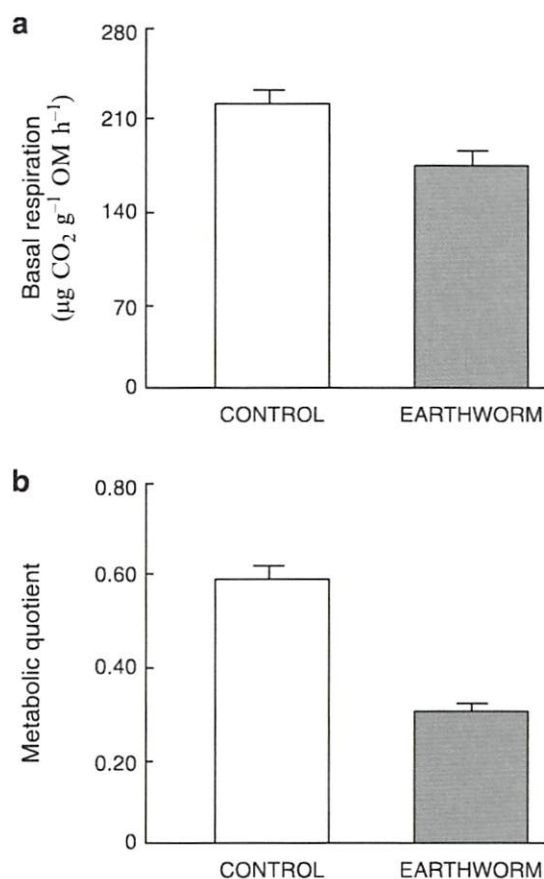 a
Basal respiration
(µg CO₂ g⁻¹ OM h⁻¹)
280
210
140
70
0
CONTROL EARTHWORM
b
Metabolic quotient
0.80
0.60
0.40
0.20
0
CONTROL EARTHWORM